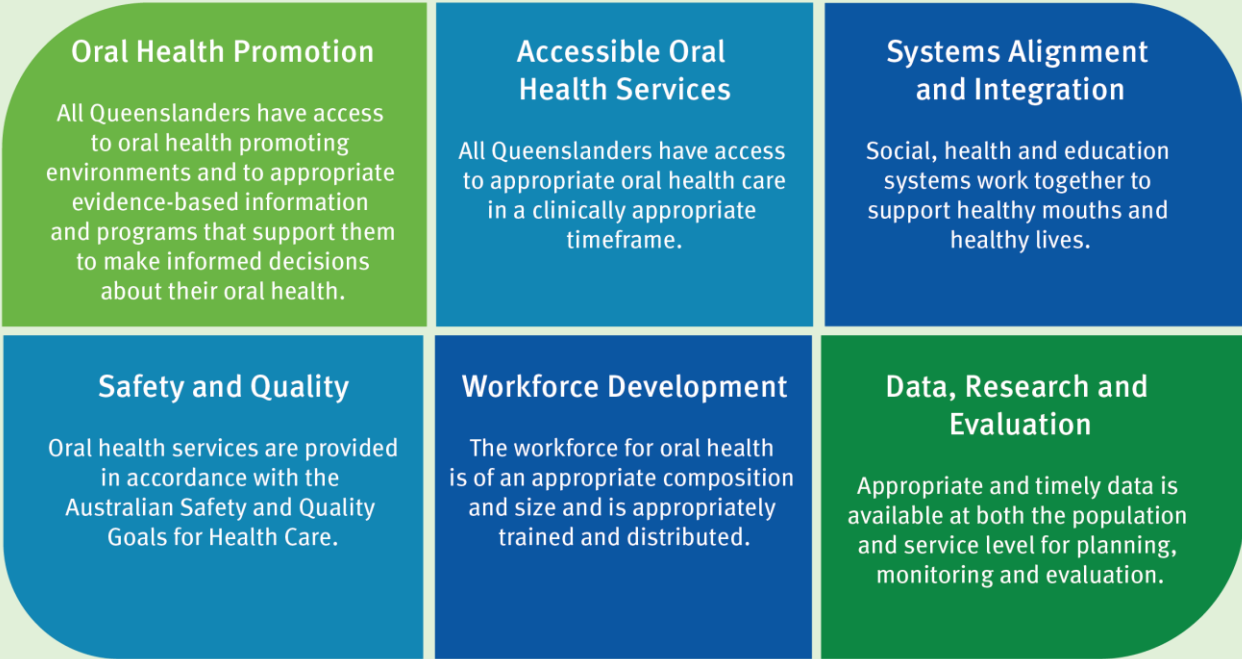 Oral Health Promotion
All Queenslanders have access
to oral health promoting
environments and to appropriate
evidence-based information
and programs that support them
to make informed decisions
about their oral health.
Accessible Oral
Health Services
All Queenslanders have access
to appropriate oral health care
in a clinically appropriate
timeframe.
Systems Alignment
and Integration
Social, health and education
systems work together to
support healthy mouths and
healthy lives.
Safety and Quality
Oral health services are provided
in accordance with the
Australian Safety and Quality
Goals for Health Care.
Workforce Development
The workforce for oral health
is of an appropriate composition
and size and is appropriately
trained and distributed.
Data, Research and
Evaluation
Appropriate and timely data is
available at both the population
and service level for planning,
monitoring and evaluation.